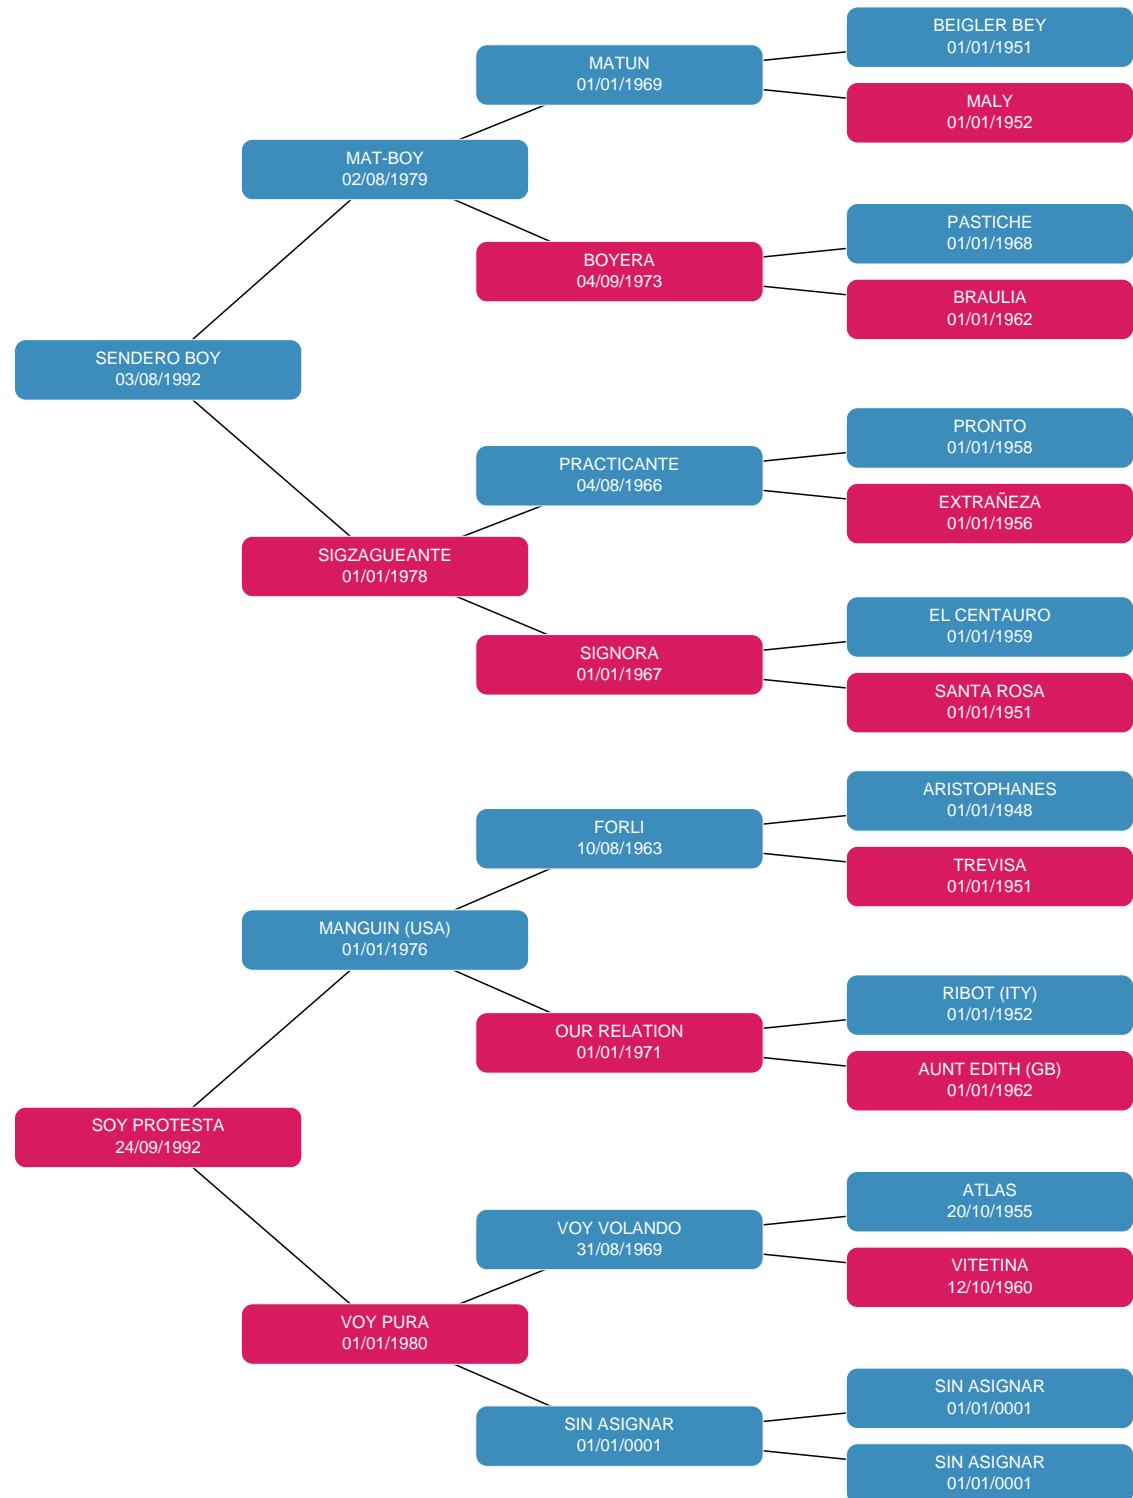 BEIGLER BEY
01/01/1951
MATUN
01/01/1969
MALY
01/01/1952
MAT-BOY
02/08/1979
PASTICHE
01/01/1968
BOYERA
04/09/1973
BRAULIA
01/01/1962
SENDERO BOY
03/08/1992
PRONTO
01/01/1958
PRACTICANTE
04/08/1966
EXTRAÑEZA
01/01/1956
SIGZAGUEANTE
01/01/1978
EL CENTAURO
01/01/1959
SIGNORA
01/01/1967
SANTA ROSA
01/01/1951
ARISTOPHANES
01/01/1948
FORLI
10/08/1963
TREVISA
01/01/1951
MANGUIN (USA)
01/01/1976
RIBOT (ITY)
01/01/1952
OUR RELATION
01/01/1971
AUNT EDITH (GB)
01/01/1962
SOY PROTESTA
24/09/1992
ATLAS
20/10/1955
VOY VOLANDO
31/08/1969
VITETINA
12/10/1960
VOY PURA
01/01/1980
SIN ASIGNAR
01/01/0001
SIN ASIGNAR
01/01/0001
SIN ASIGNAR
01/01/0001